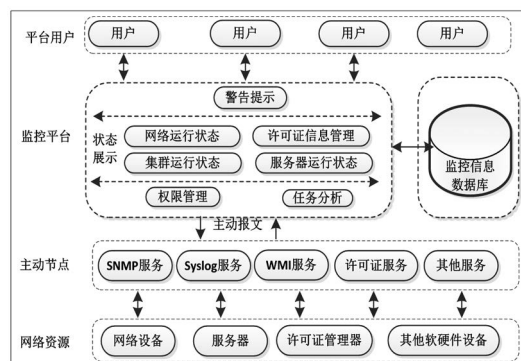 平台用户 用户 用户 用户 用户
警告提示
监控平台 状态展示 网络运行状态 许可证信息管理
集群运行状态 服务器运行状态
权限管理 任务分析
监控信息
数据库
主动报文
主动节点 SNMP服务 Syslog服务 WMI服务 许可证服务 其他服务
网络资源 网络设备 服务器 许可证管理器 其他软硬件设备